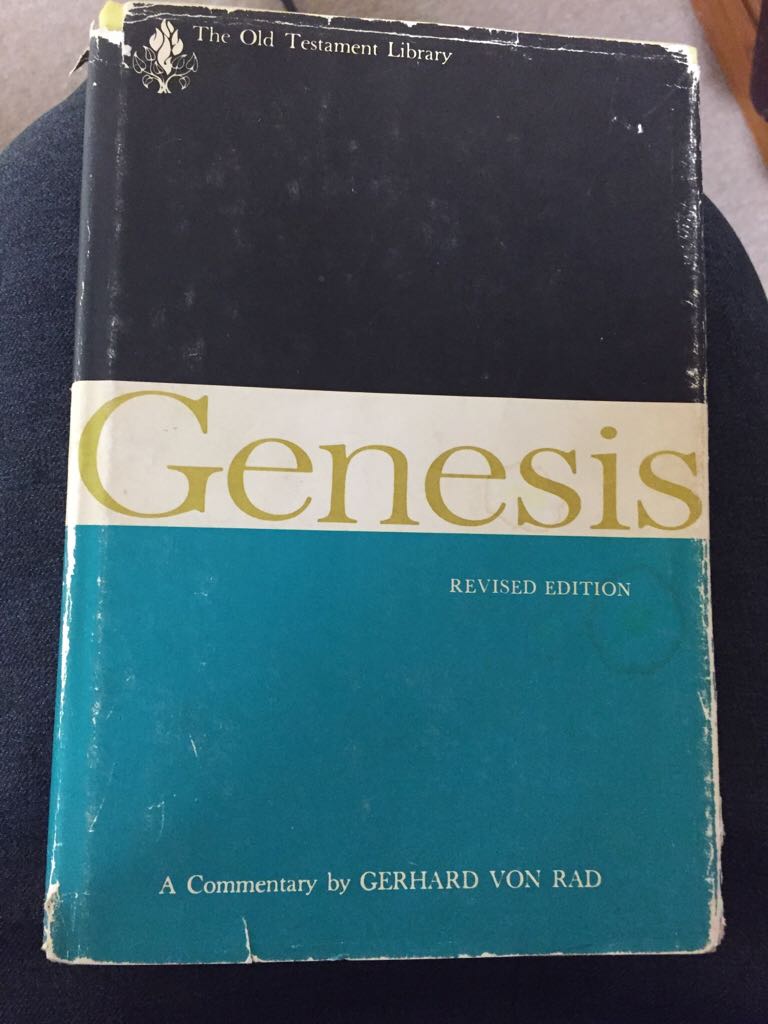 The Old Testament Library
Genesis
REVISED EDITION
A Commentary by GERHARD VON RAD